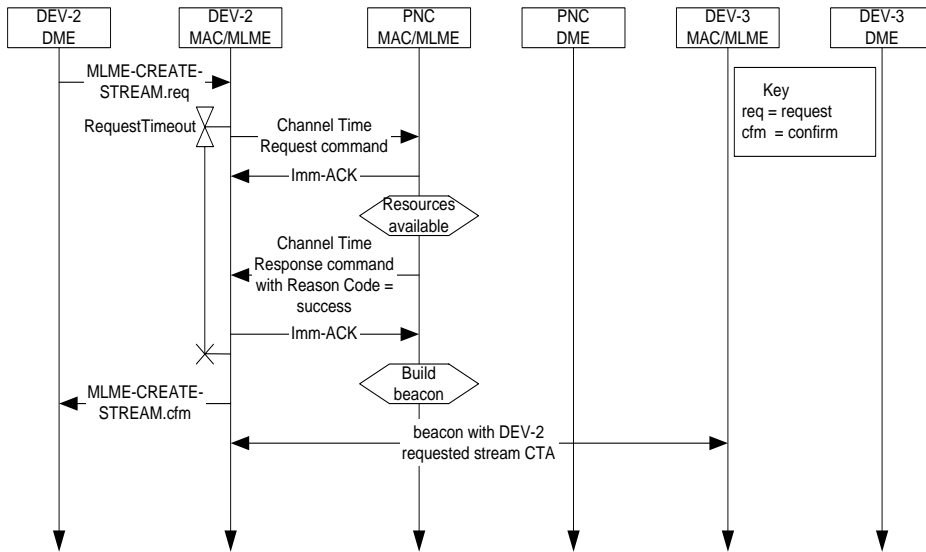 DEV-2
DME
DEV-2
MAC/MLME
PNC
MAC/MLME
PNC
DME
DEV-3
MAC/MLME
DEV-3
DME
MLME-CREATE-
STREAM.req
Key
req = request
cfm = confirm
RequestTimeout
Channel Time
Request command
Imm-ACK
Resources
available
Channel Time
Response command
with Reason Code =
success
Imm-ACK
Build
beacon
MLME-CREATE-
STREAM.cfm
beacon with DEV-2
requested stream CTA